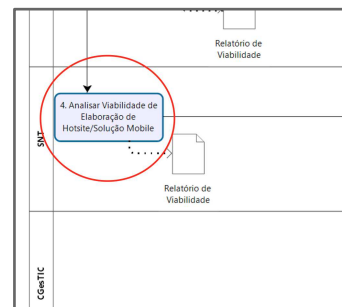 Relatório de
Viabilidade
4. Analisar Viabilidade de
Elaboração de
Hotsite/Solução Mobile
SNT
Relatório de
Viabilidade
CGesTIC